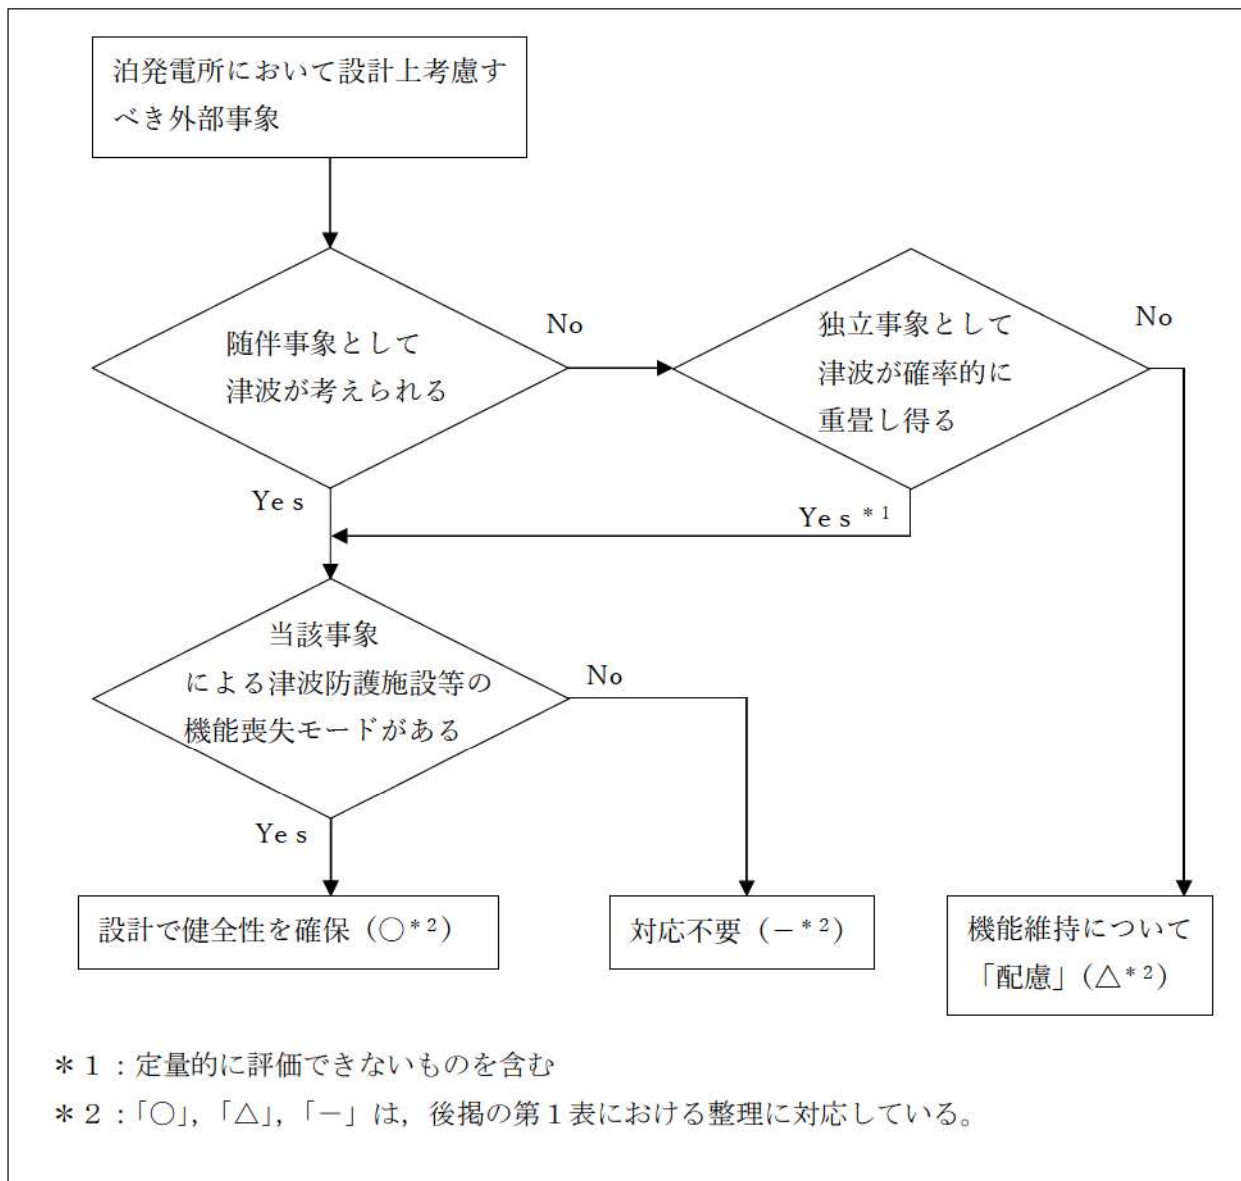 泊発電所において設計上考慮す
べき外部事象
随伴事象として
津波が考えられる
No
独立事象として
津波が確率的に
重畳し得る
No
Yes
Yes＊1
当該事象
による津波防護施設等の
機能喪失モードがある
No
Yes
設計で健全性を確保（○＊2）
対応不要（－＊2）
機能維持について
「配慮」（△＊2）
＊１：定量的に評価できないものを含む
＊２：「○」，「△」，「－」は，後掲の第１表における整理に対応している。